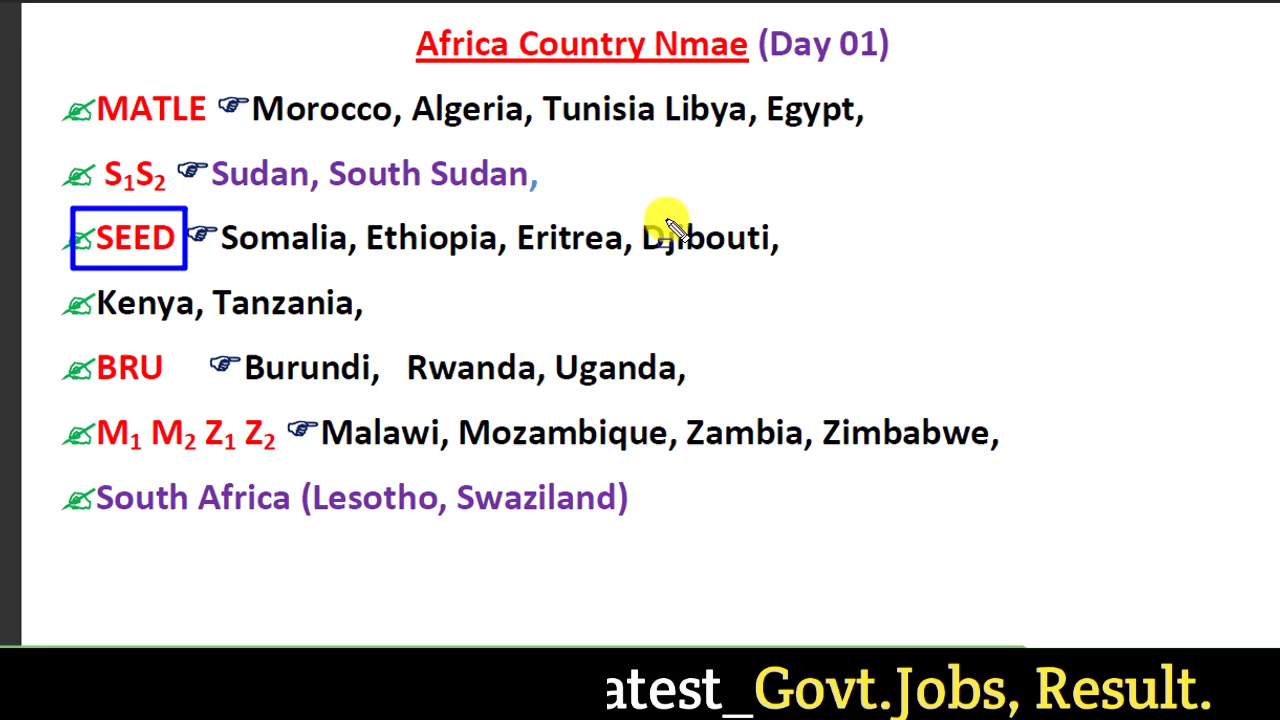 Africa Country Nmae (Day 01)
MATLE Morocco, Algeria, Tunisia Libya, Egypt,
S₁S₂ Sudan, South Sudan,
SEED Somalia, Ethiopia, Eritrea, Djibouti,
Kenya, Tanzania,
BRU Burundi, Rwanda, Uganda,
M₁ M₂ Z₁ Z₂ Malawi, Mozambique, Zambia, Zimbabwe,
South Africa (Lesotho, Swaziland)
atest_Govt.Jobs, Result.